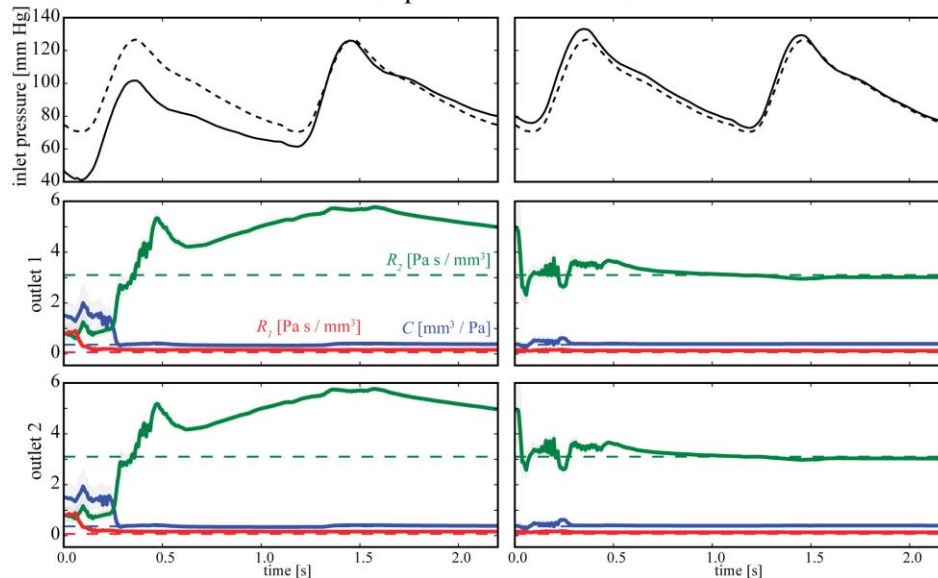 inlet pressure [mm Hg]
140
120
100
80
60
40
outlet 1
6
4
2
0
R₂ [Pa s / mm³]
R₁ [Pa s / mm³]
C [mm³ / Pa]
outlet 2
6
4
2
0
0.0 0.5 1.0 1.5 2.0
time [s]
0.0 0.5 1.0 1.5 2.0
time [s]